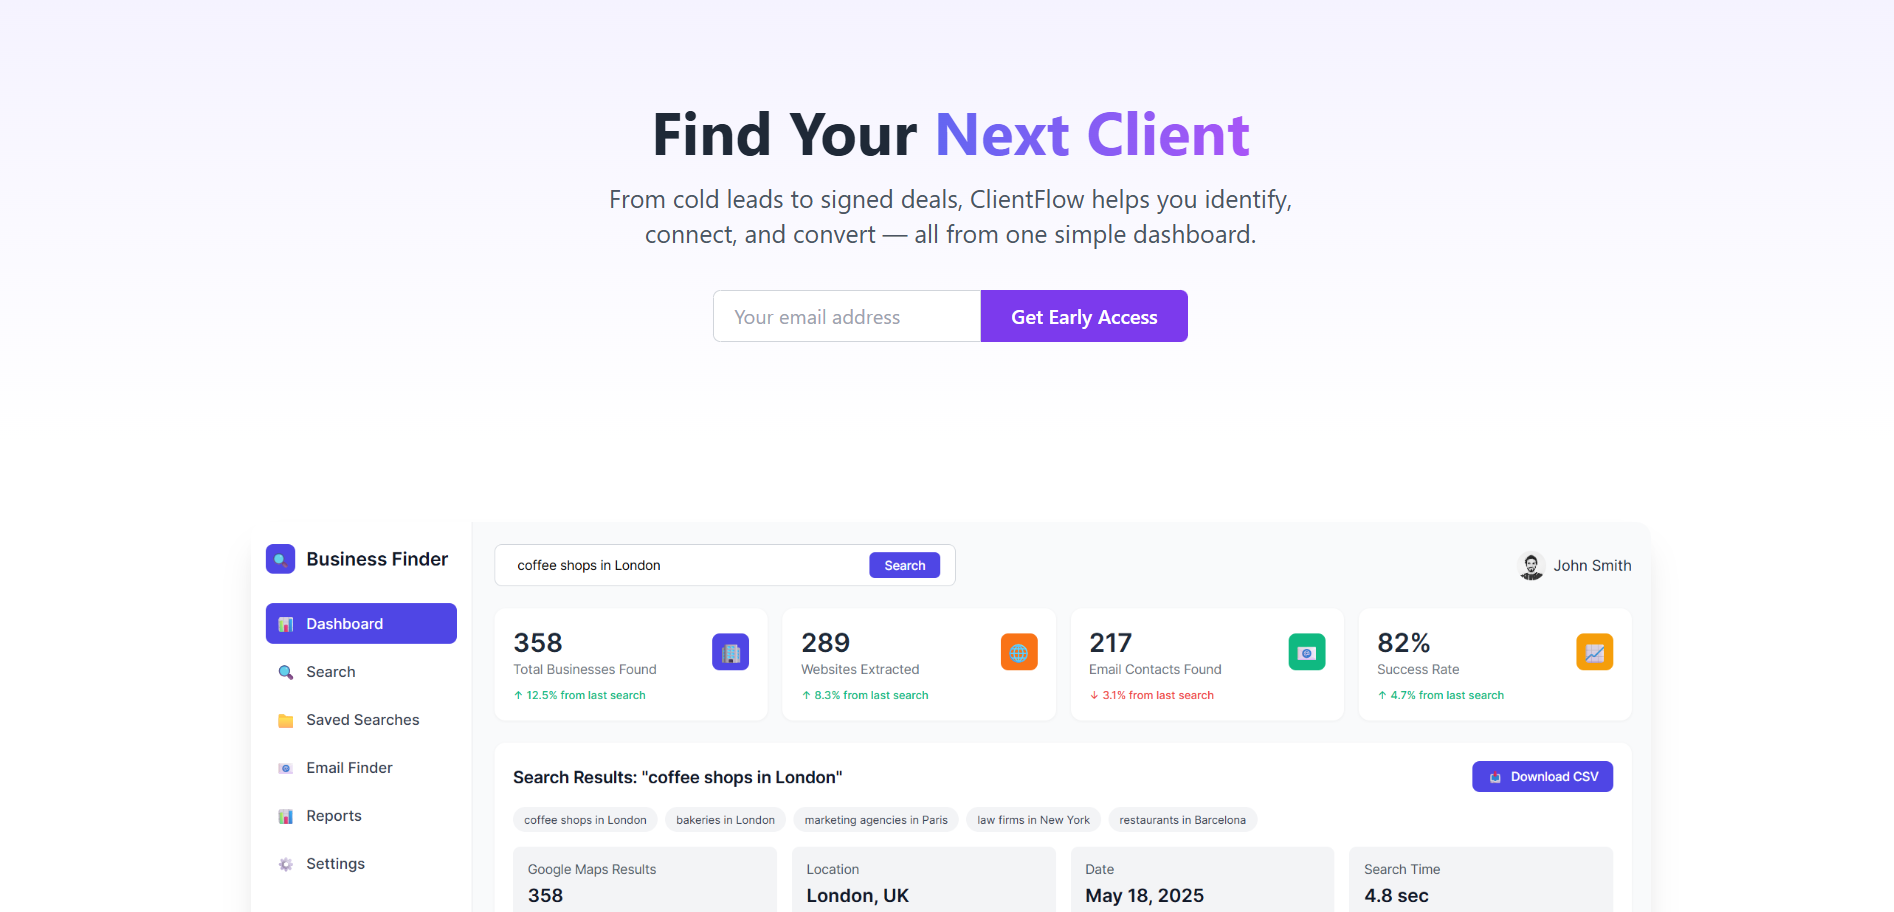 Find Your Next Client
From cold leads to signed deals, ClientFlow helps you identify,
connect, and convert — all from one simple dashboard.
Your email address
Get Early Access
Business Finder
Dashboard
Search
Saved Searches
Email Finder
Reports
Settings
coffee shops in London
Search
John Smith
358
Total Businesses Found
↑ 12.5% from last search
289
Websites Extracted
↑ 8.3% from last search
217
Email Contacts Found
↓ 3.1% from last search
82%
Success Rate
↑ 4.7% from last search
Search Results: "coffee shops in London"
Download CSV
coffee shops in London
bakeries in London
marketing agencies in Paris
law firms in New York
restaurants in Barcelona
Google Maps Results
358
Location
London, UK
Date
May 18, 2025
Search Time
4.8 sec